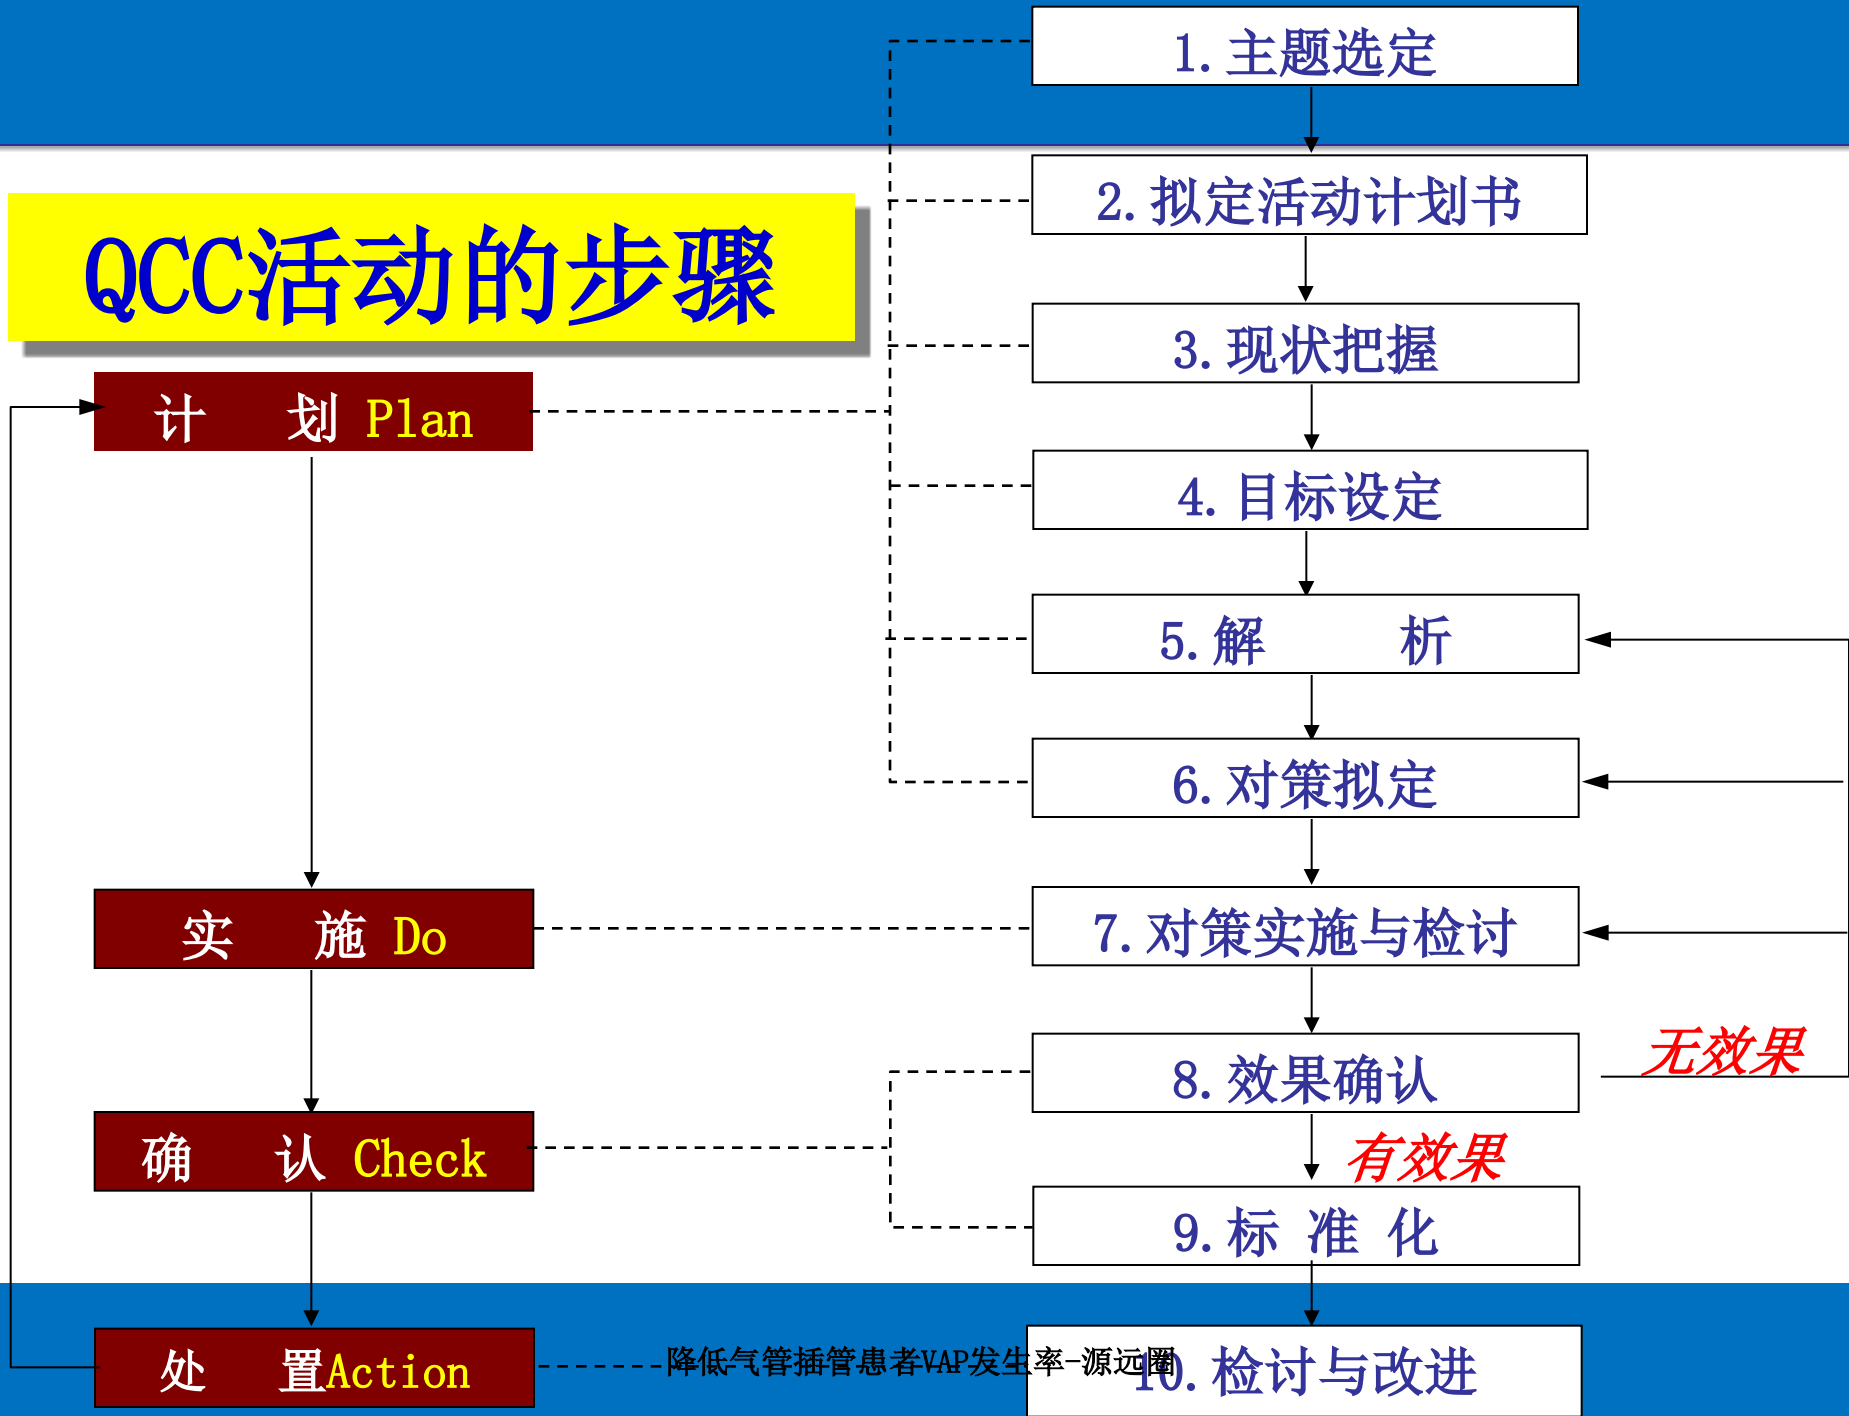 QCC活动的步骤
计 划 Plan
实 施 Do
确 认 Check
处 置Action
1.主题选定
2.拟定活动计划书
3.现状把握
4.目标设定
5.解 析
6.对策拟定
7.对策实施与检讨
8.效果确认
无效果
有效果
9.标 准 化
10.检讨与改进
降低气管插管患者VAP发生率-源远圈